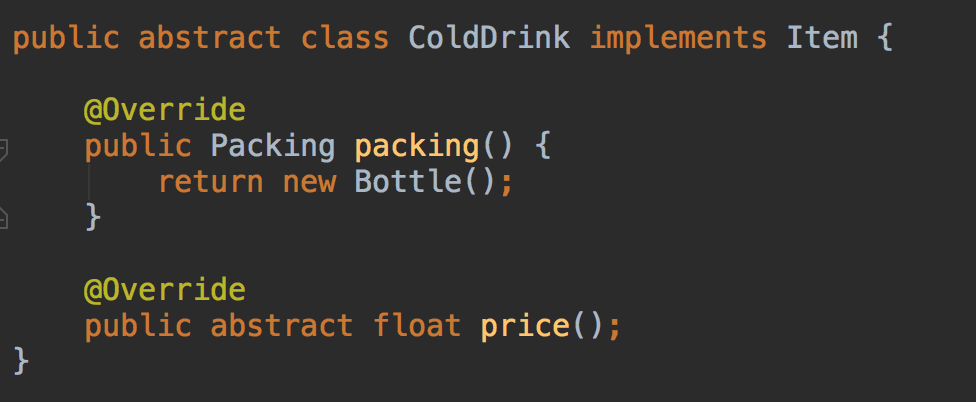 public abstract class ColdDrink implements Item {
@Override
public Packing packing() {
return new Bottle();
}
@Override
public abstract float price();
}